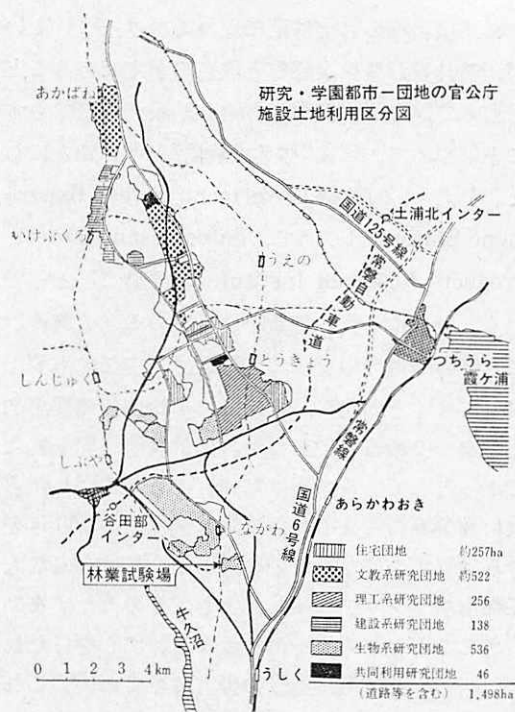 研究・学園都市一団地の官公庁
施設土地利用区分図
あかばね
土浦北インター
国道125号線
いけぶくろ
うえの
常磐自動車道
とうきょう
つちうら
しんじゅく
霞ケ浦
常磐線
しぶや
国道6号線
あらかわおき
谷田部
インター
しながわ
林業試験場
牛久沼
うしく
0 1 2 3 4km
住宅団地 約257ha
文教系研究団地 約522
理工系研究団地 256
建設系研究団地 138
生物系研究団地 536
共同利用研究団地 46
(道路等を含む) 1,498ha